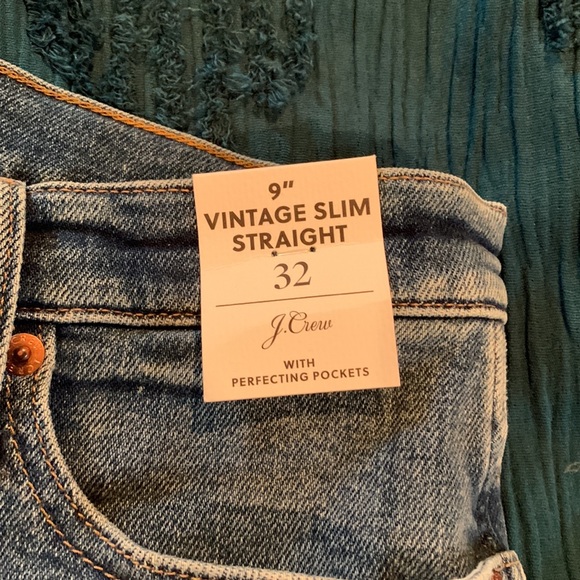 9"
VINTAGE SLIM
STRAIGHT
32
J.Crew
WITH
PERFECTING POCKETS